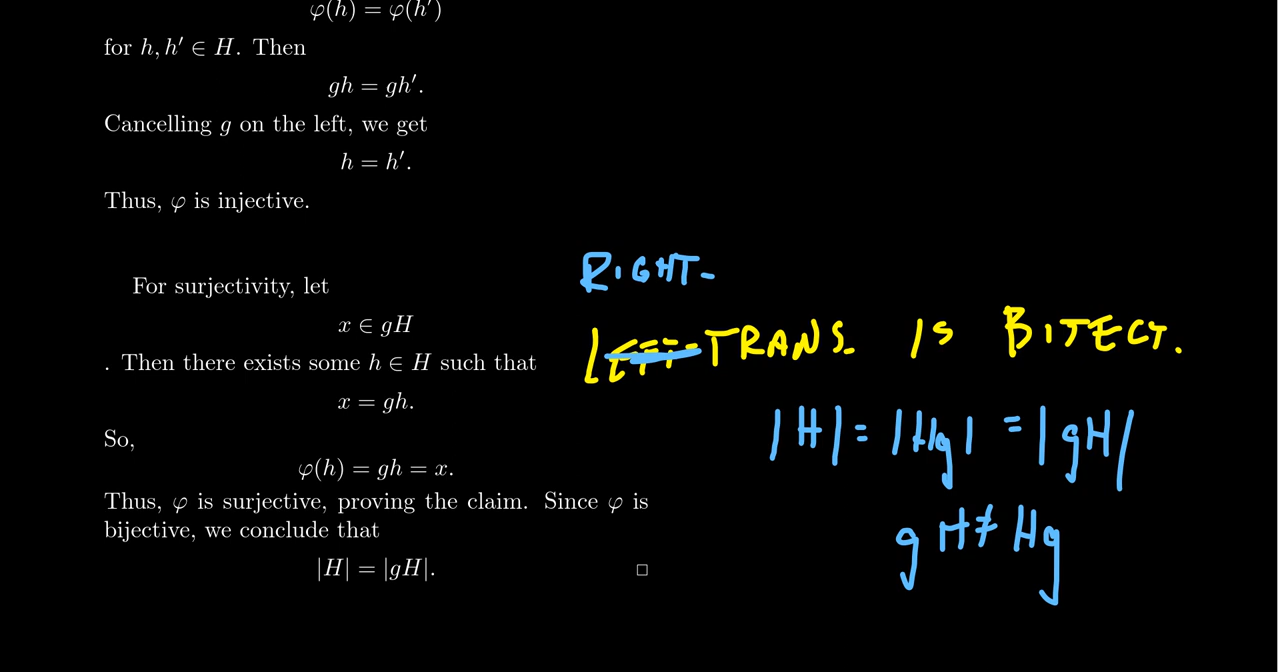 φ(h) = φ(h′)
for h, h′ ∈ H. Then
gh = gh′.
Cancelling g on the left, we get
h = h′.
Thus, φ is injective.
For surjectivity, let
x ∈ gH
. Then there exists some h ∈ H such that
x = gh.
So,
φ(h) = gh = x.
Thus, φ is surjective, proving the claim. Since φ is
bijective, we conclude that
|H| = |gH|.
□
RIGHT-
LEFT-TRANS. IS BIJECT.
|H| = |Hg| = |gH|
gH ≠ Hg